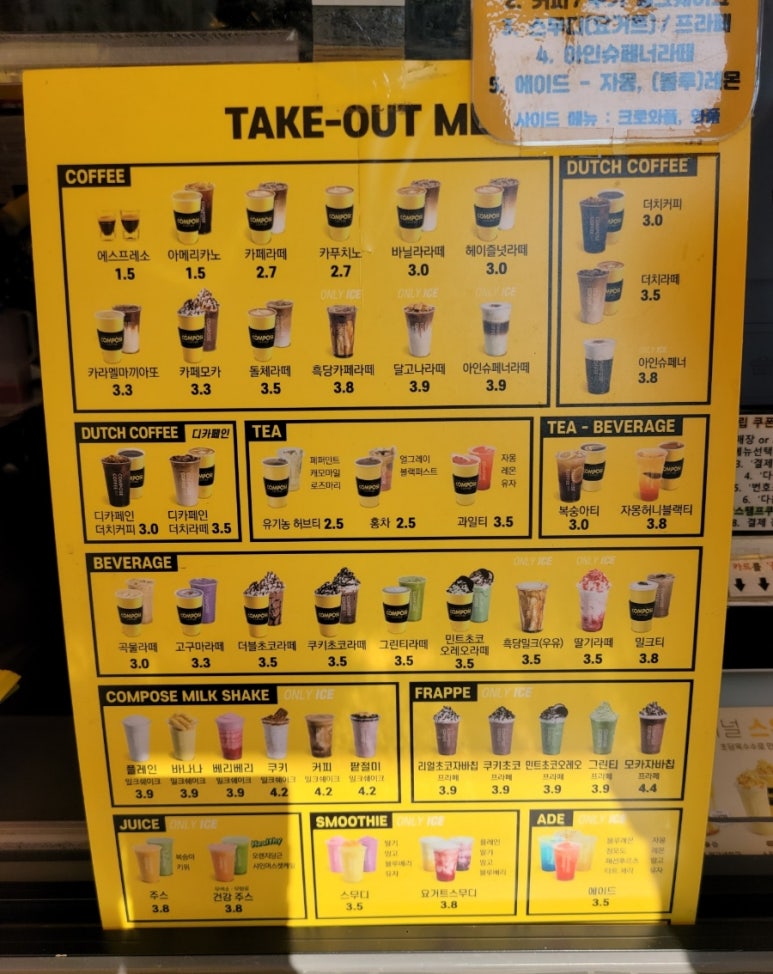 3. 스무디(요거트) / 프라페
4. 아인슈페너라떼
5. 에이드 - 자몽, (블루)레몬
사이드 메뉴 : 크로와플,
TAKE-OUT
COFFEE
에스프레소 1.5
아메리카노 1.5
카페라떼 2.7
카푸치노 2.7
바닐라라떼 3.0
헤이즐넛라떼 3.0
ONLY ICE
ONLY ICE
ONLY ICE
카라멜마끼아또 3.3
카페모카 3.3
돌체라떼 3.5
흑당카페라떼 3.8
달고나라떼 3.9
아인슈페너라떼 3.9
DUTCH COFFEE
더치커피
3.0
더치라떼
3.5
아인슈페너
3.8
DUTCH COFFEE 디카페인
디카페인
더치커피 3.0
디카페인
더치라떼 3.5
TEA
페퍼민트
캐모마일
로즈마리
유기농 허브티 2.5
얼그레이
블랙퍼스트
홍차 2.5
자몽
레몬
유자
과일티 3.5
TEA - BEVERAGE
복숭아티
3.0
자몽허니블랙티
3.8
BEVERAGE
ONLY ICE
ONLY ICE
곡물라떼 3.0
고구마라떼 3.3
더블초코라떼 3.5
쿠키초코라떼 3.5
그린티라떼 3.5
민트초코
오레오라떼 3.5
흑당밀크(우유) 3.5
딸기라떼 3.5
밀크티 3.8
COMPOSE MILK SHAKE ONLY ICE
플레인
밀크쉐이크
3.9
바나나
밀크쉐이크
3.9
베리베리
밀크쉐이크
3.9
쿠키
밀크쉐이크
4.2
커피
밀크쉐이크
4.2
팥절미
밀크쉐이크
4.2
FRAPPE ONLY ICE
리얼초코자바칩
프라페
3.9
쿠키초코
프라페
3.9
민트초코오레오
프라페
3.9
그린티
프라페
3.9
모카자바칩
프라페
4.4
JUICE ONLY ICE
복숭아
키위
주스
3.8
Healthy
오렌지당근
건강 주스
3.8
SMOOTHIE ONLY ICE
딸기
망고
블루베리
유자
스무디
3.5
플레인
딸기
망고
블루베리
요거트스무디
3.8
ADE ONLY ICE
블루레몬
청포도
패션후르츠
자몽
레몬
망고
유자
에이드
3.5